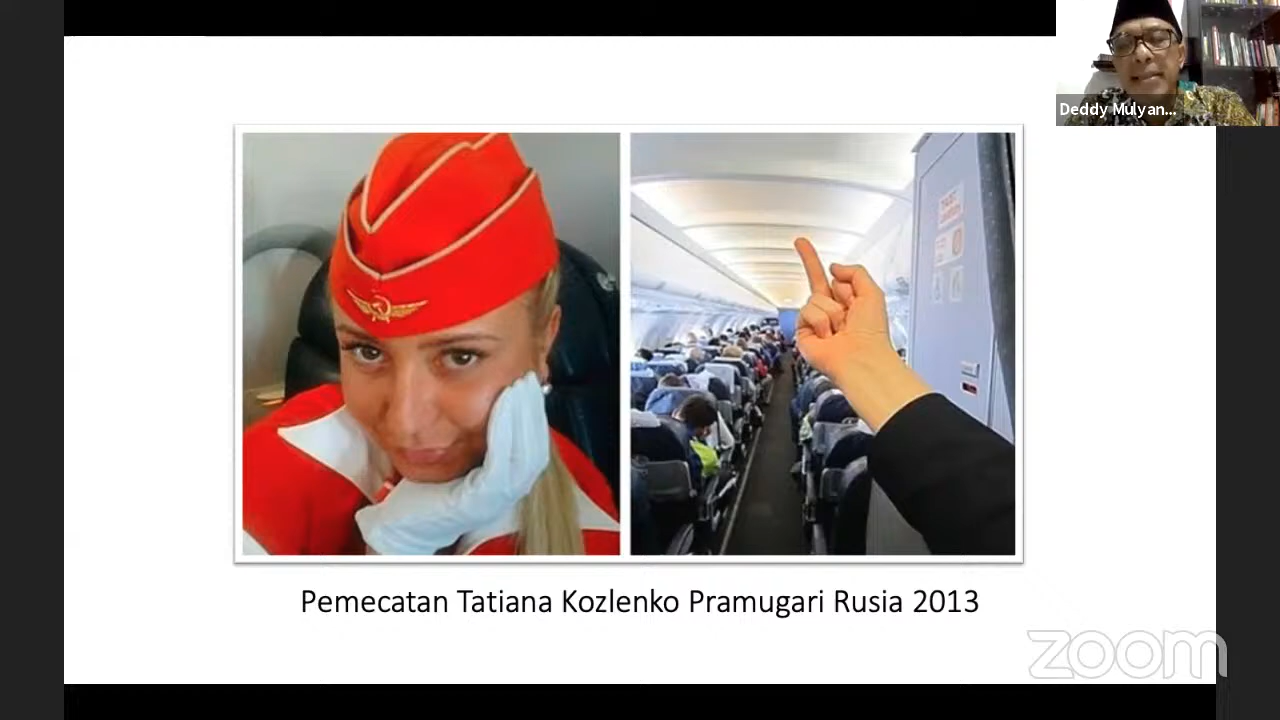 Deddy Mulyan...
Pemecatan Tatiana Kozlenko Pramugari Rusia 2013
zoom